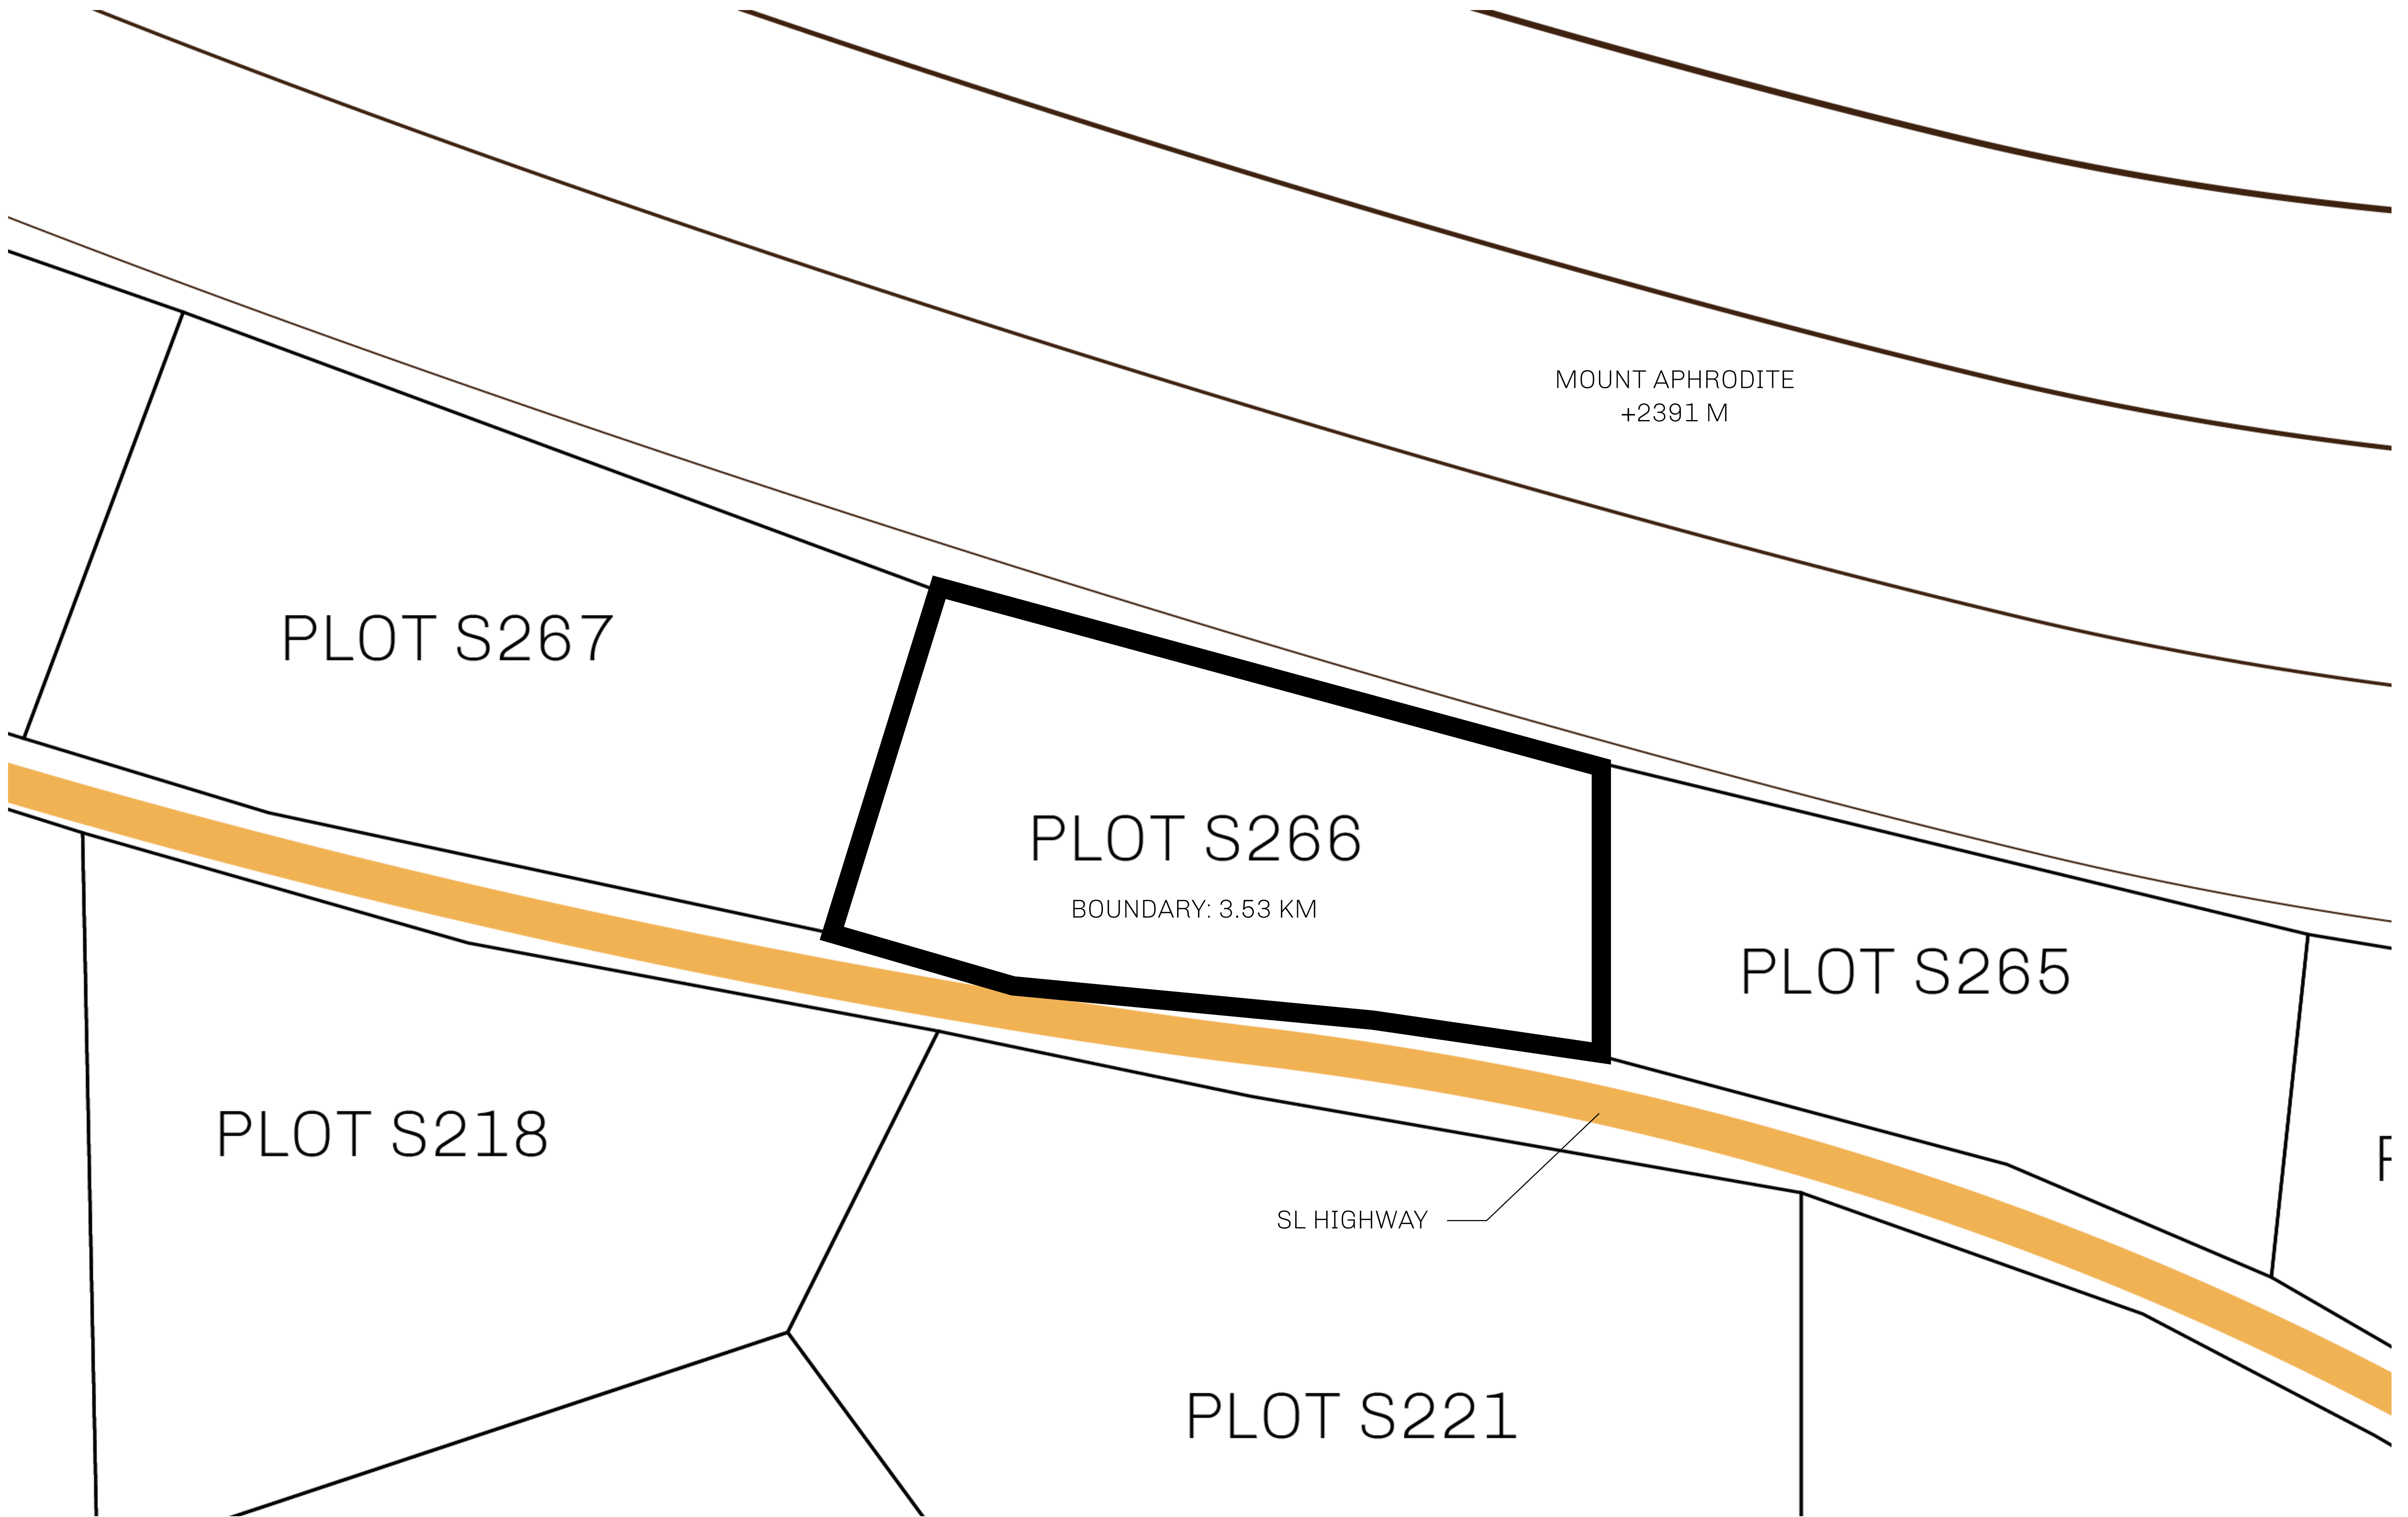 MOUNT APHRODITE
+2391 M
PLOT S267
PLOT S266
BOUNDARY: 3.53 KM
PLOT S265
PLOT S218
SL HIGHWAY
PLOT S221